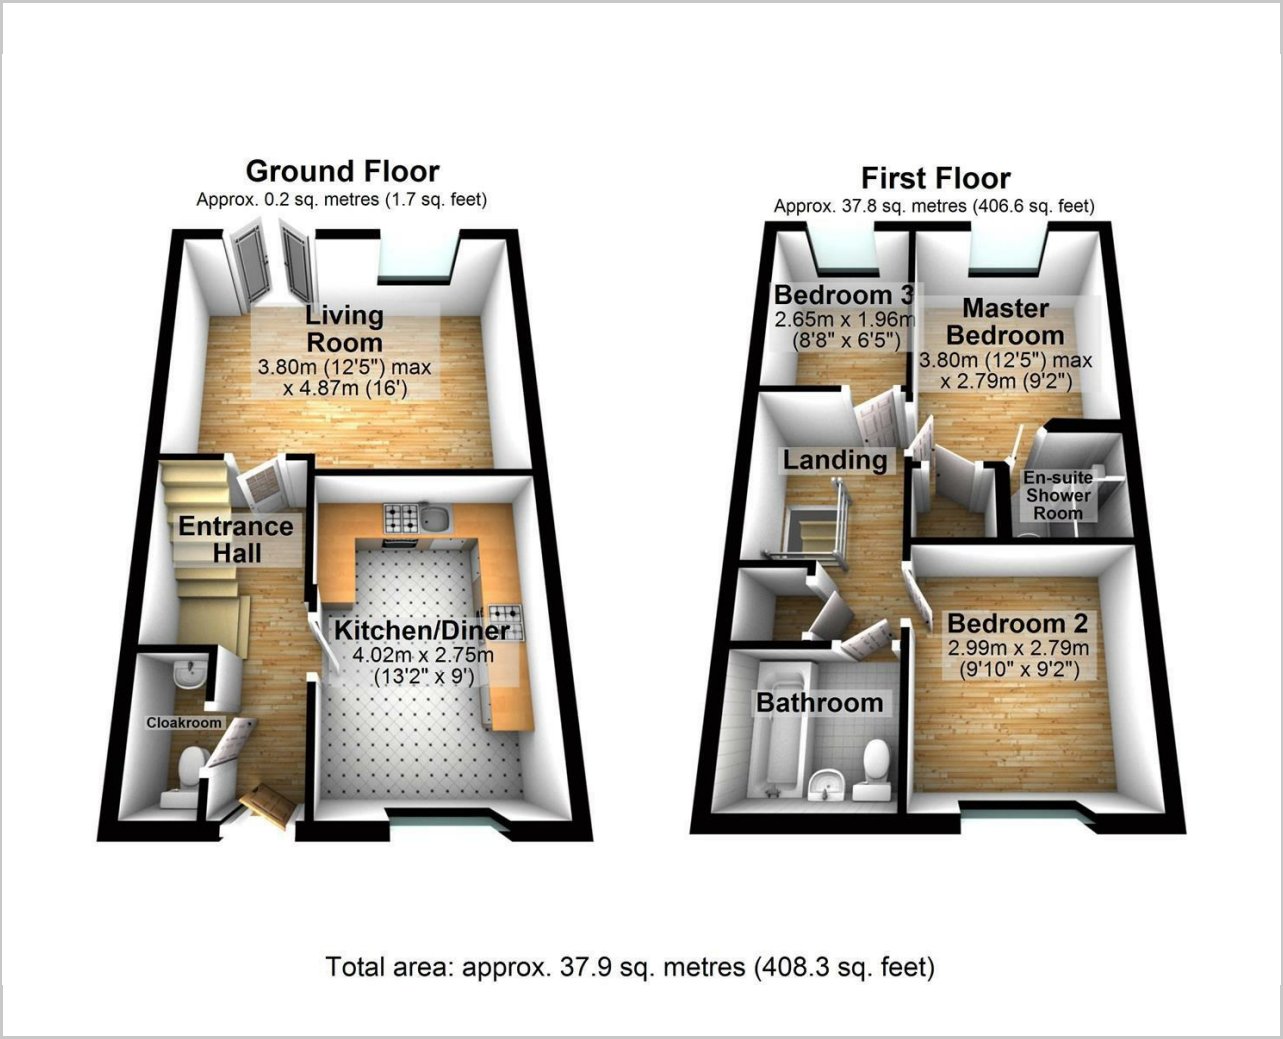 Ground Floor
Approx. 0.2 sq. metres (1.7 sq. feet)
Living
Room
3.80m (12'5") max
x 4.87m (16')
Entrance
Hall
Kitchen/Diner
4.02m x 2.75m
(13'2" x 9')
Cloakroom
First Floor
Approx. 37.8 sq. metres (406.6 sq. feet)
Bedroom 3
2.65m x 1.96m
(8'8" x 6'5")
Master
Bedroom
3.80m (12'5") max
x 2.79m (9'2")
Landing
En-suite
Shower
Room
Bedroom 2
2.99m x 2.79m
(9'10" x 9'2")
Bathroom
Total area: approx. 37.9 sq. metres (408.3 sq. feet)